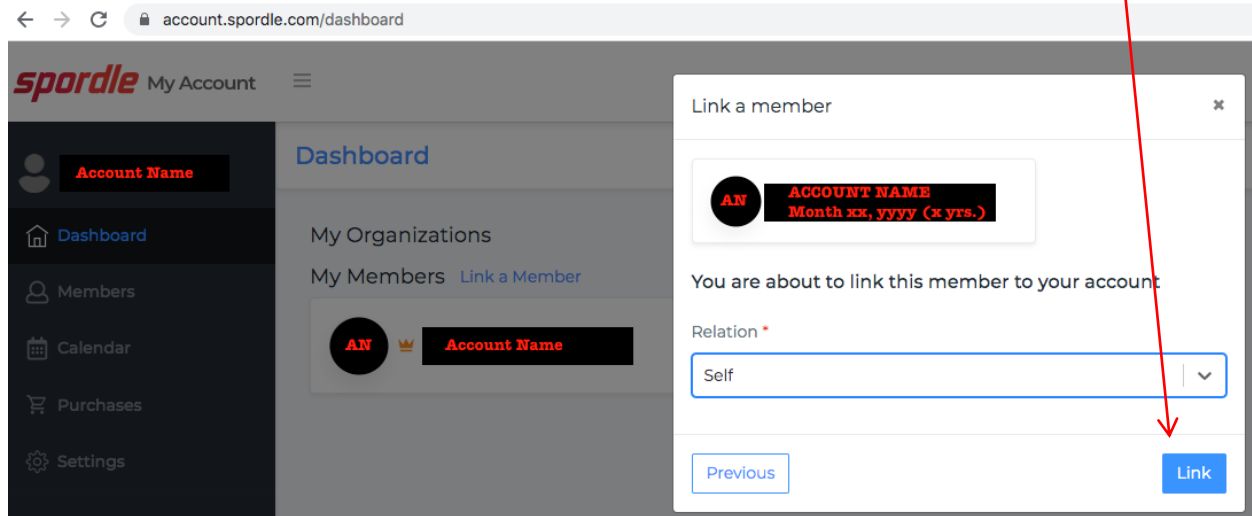 account.spordle.com/dashboard
spordle My Account
Account Name
Dashboard
Members
Calendar
Purchases
Settings
Dashboard
My Organizations
My Members Link a Member
AN Account Name
Link a member
AN ACCOUNT NAME
Month xx, yyyy (x yrs.)
You are about to link this member to your account
Relation *
Self
Previous Link